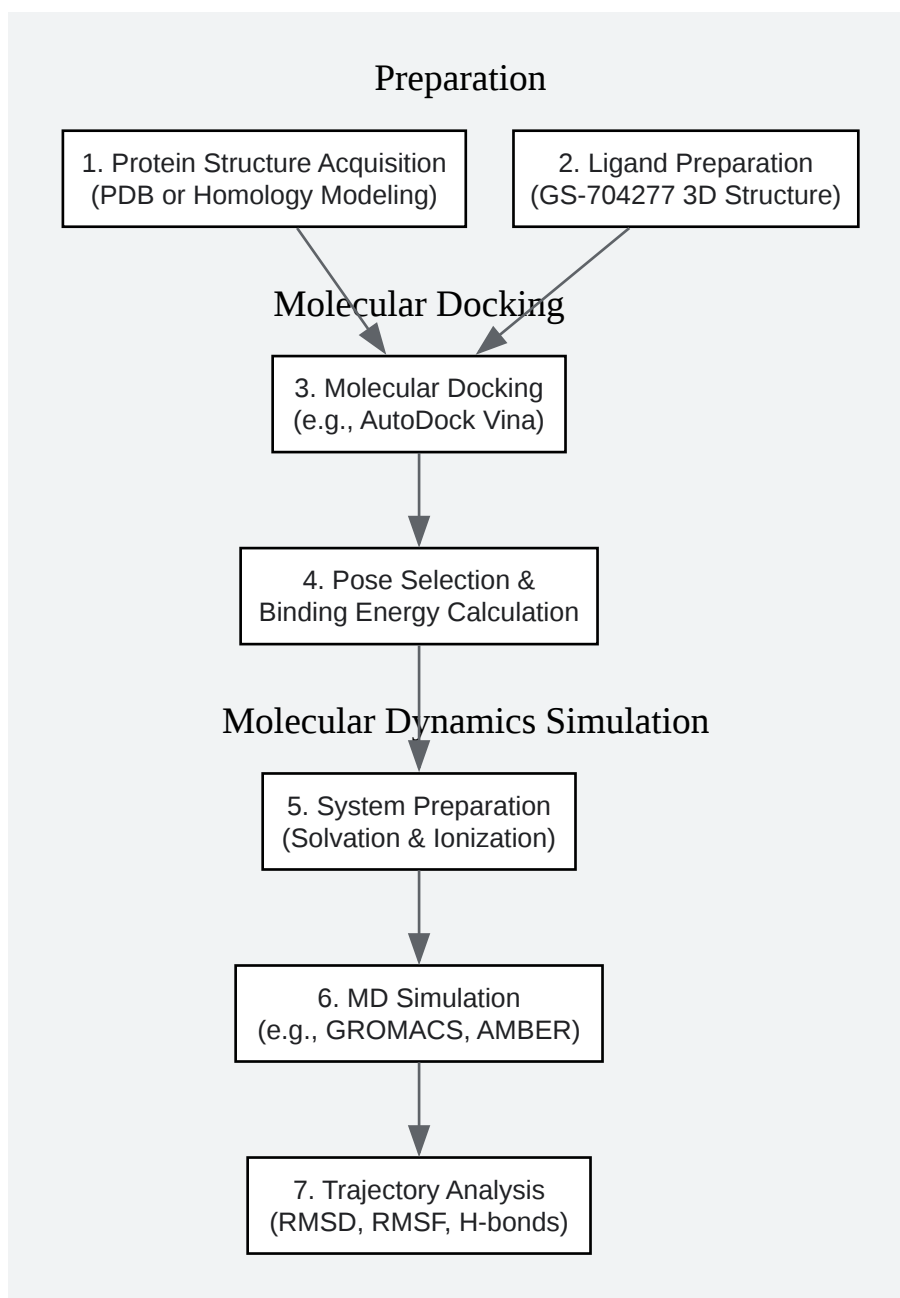 Preparation
1. Protein Structure Acquisition
(PDB or Homology Modeling)
2. Ligand Preparation
(GS-704277 3D Structure)
Molecular Docking
3. Molecular Docking
(e.g., AutoDock Vina)
4. Pose Selection &
Binding Energy Calculation
Molecular Dynamics Simulation
5. System Preparation
(Solvation & Ionization)
6. MD Simulation
(e.g., GROMACS, AMBER)
7. Trajectory Analysis
(RMSD, RMSF, H-bonds)